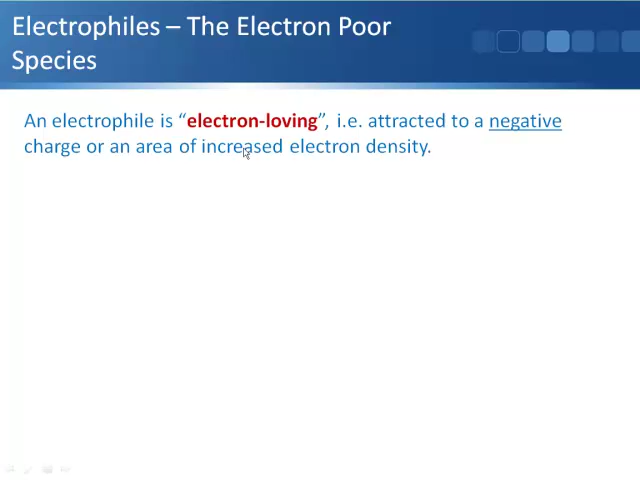 Electrophiles – The Electron Poor
Species
An electrophile is “electron-loving”, i.e. attracted to a negative
charge or an area of increased electron density.